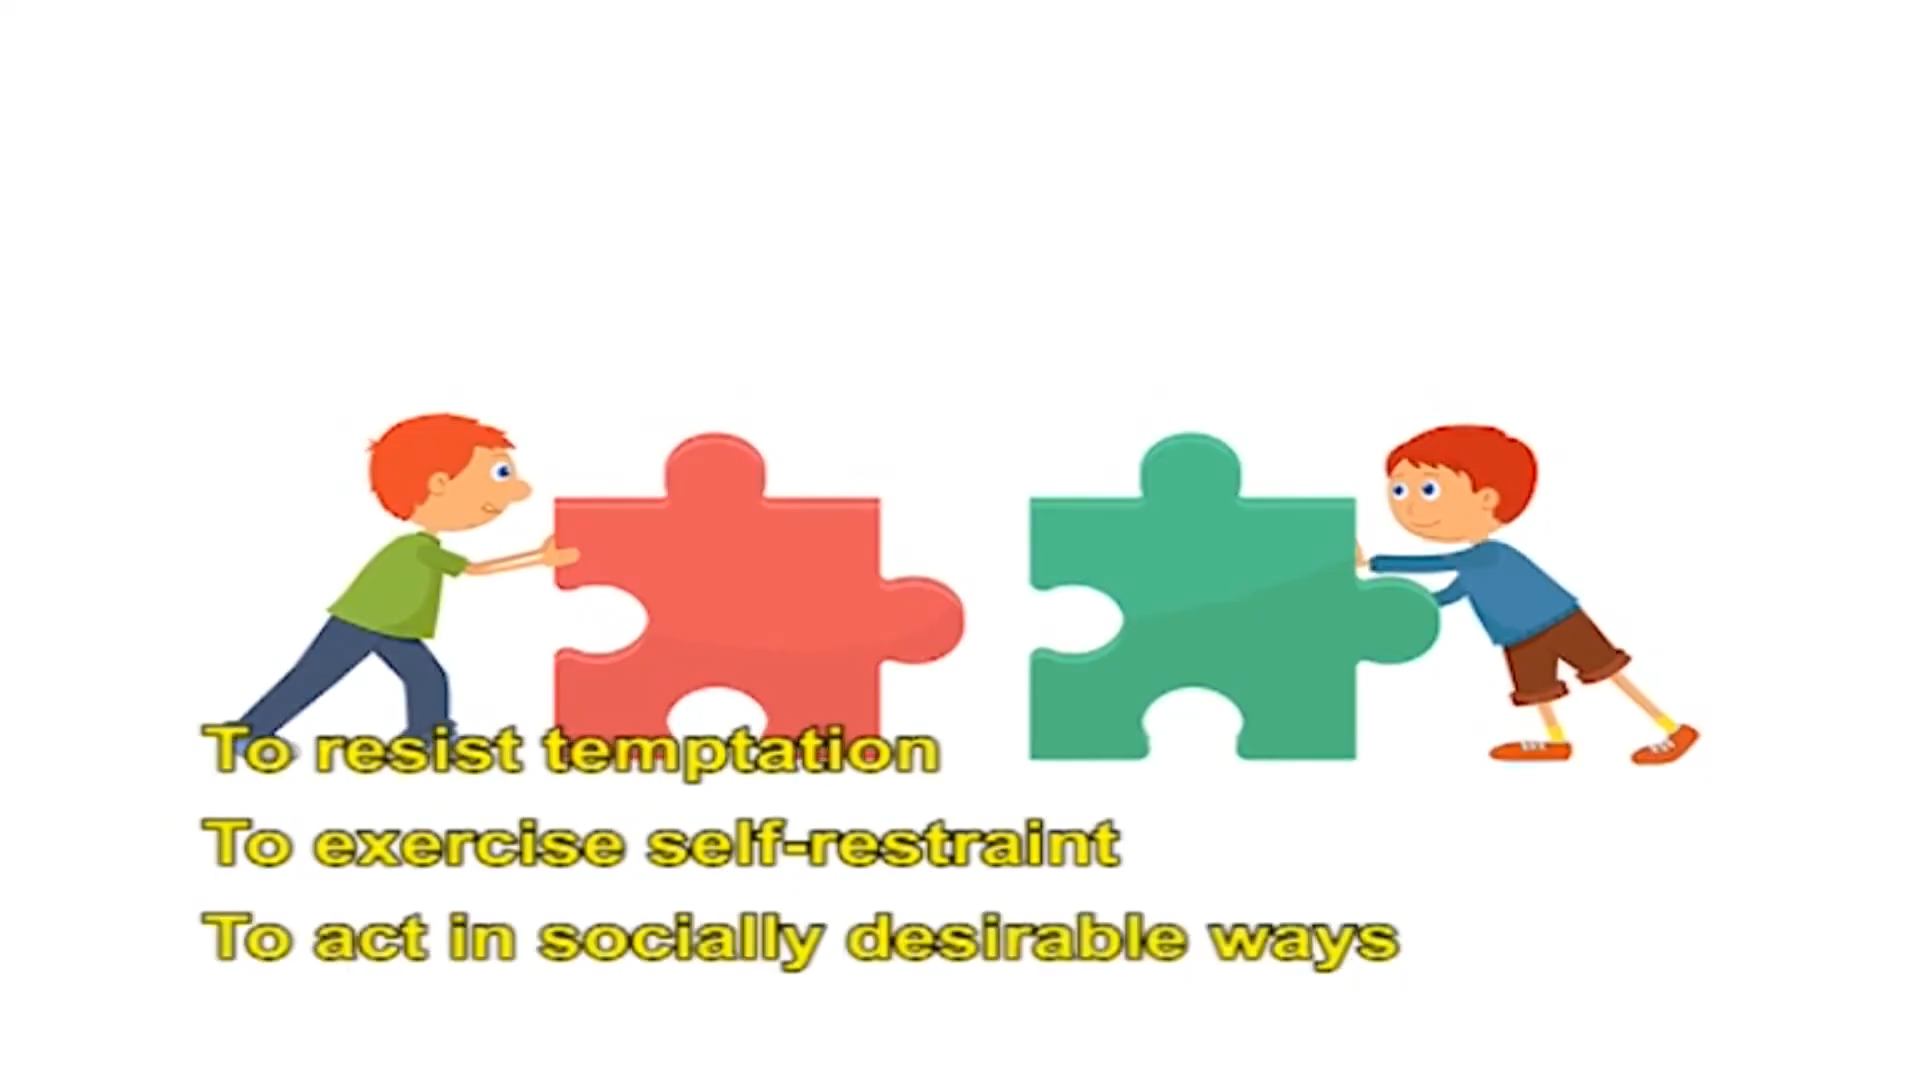 To resist temptation
To exercise self-restraint
To act in socially desirable ways